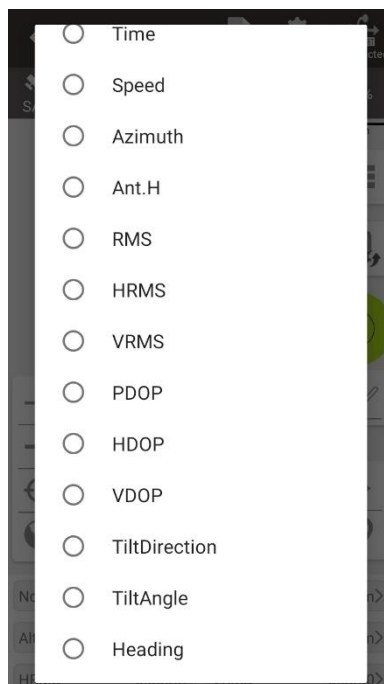 Time
Speed
Azimuth
Ant.H
RMS
HRMS
VRMS
PDOP
HDOP
VDOP
TiltDirection
TiltAngle
Heading